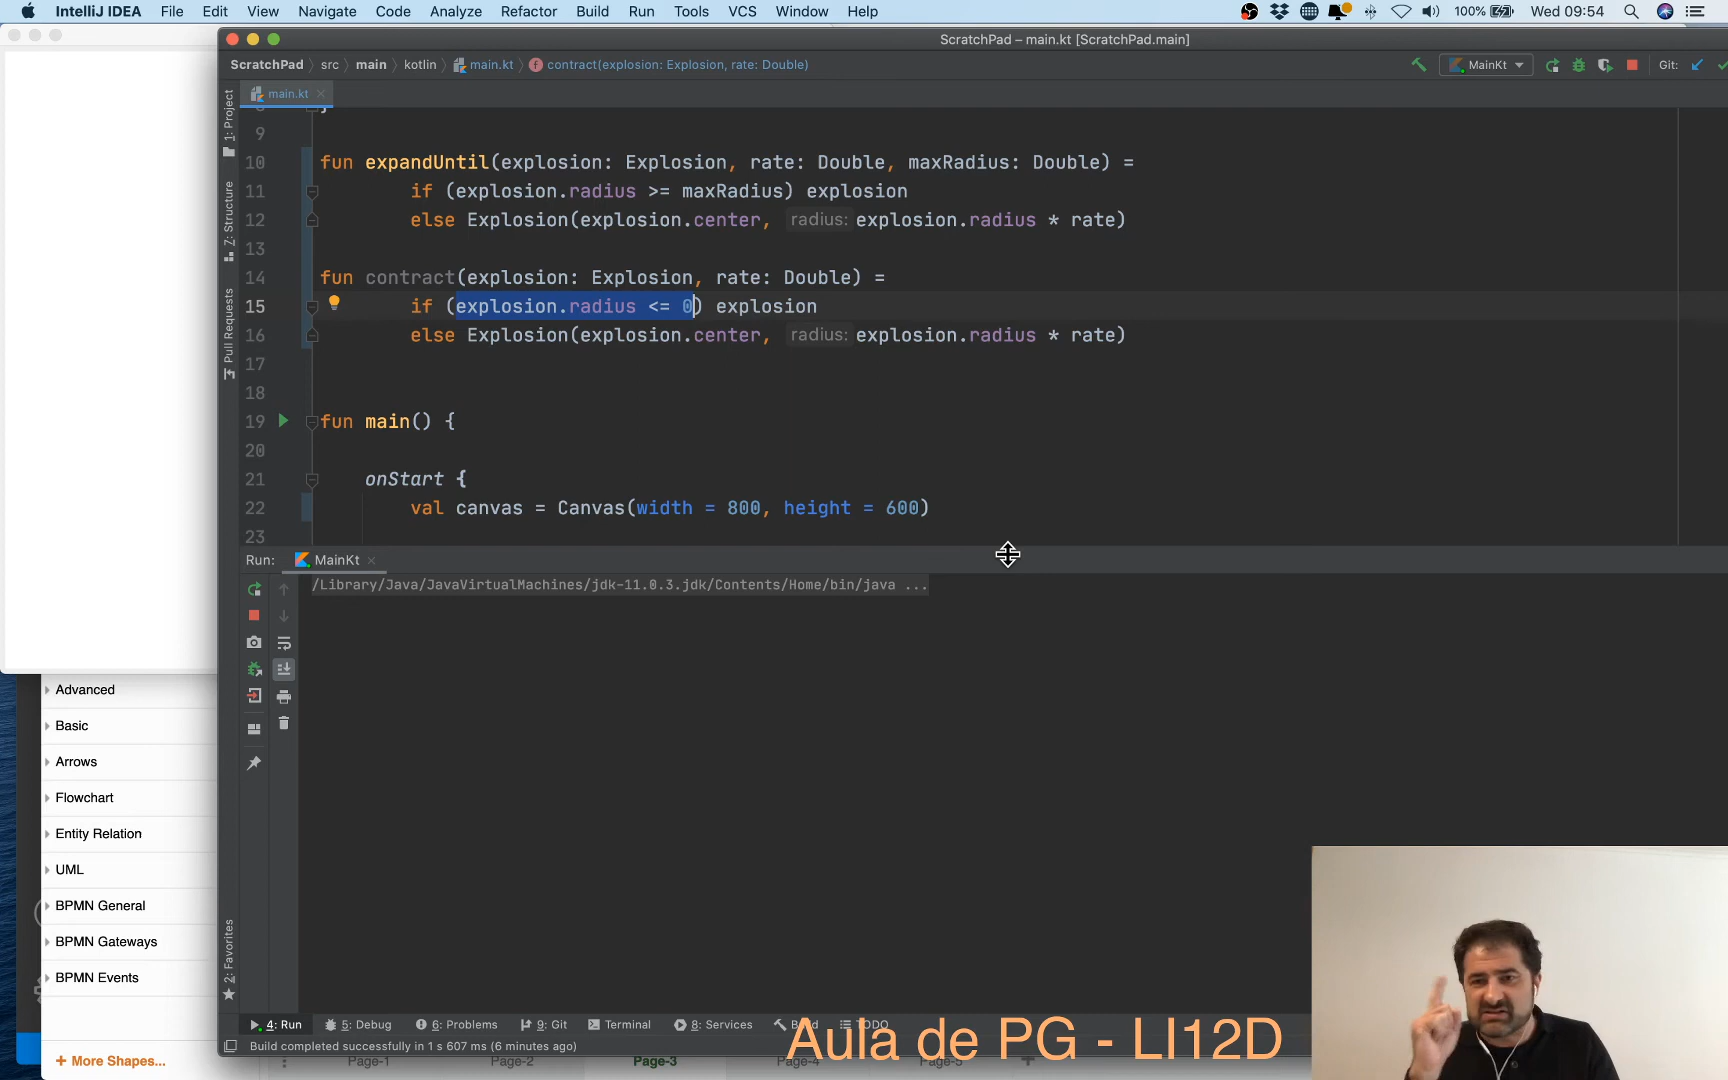 IntelliJ IDEA File Edit View Navigate Code Analyze Refactor Build Run Tools VCS Window Help 100% Wed 09:54
ScratchPad – main.kt [ScratchPad.main]
ScratchPad src main kotlin main.kt contract(explosion: Explosion, rate: Double) MainKt Git:
main.kt
1: Project
7: Structure
Pull Requests
2: Favorites
9
10 fun expandUntil(explosion: Explosion, rate: Double, maxRadius: Double) =
11 if (explosion.radius >= maxRadius) explosion
12 else Explosion(explosion.center, radius: explosion.radius * rate)
13
14 fun contract(explosion: Explosion, rate: Double) =
15 if (explosion.radius <= 0) explosion
16 else Explosion(explosion.center, radius: explosion.radius * rate)
17
18
19 fun main() {
20
21 onStart {
22 val canvas = Canvas(width = 800, height = 600)
23
Run: MainKt
/Library/Java/JavaVirtualMachines/jdk-11.0.3.jdk/Contents/Home/bin/java ...
Advanced
Basic
Arrows
Flowchart
Entity Relation
UML
BPMN General
BPMN Gateways
BPMN Events
+ More Shapes...
4: Run 5: Debug 6: Problems 9: Git Terminal 8: Services TODO
Build completed successfully in 1 s 607 ms (6 minutes ago)
Aula de PG - LI12D
Page-1 Page-2 Page-3 Page-4 Page-5